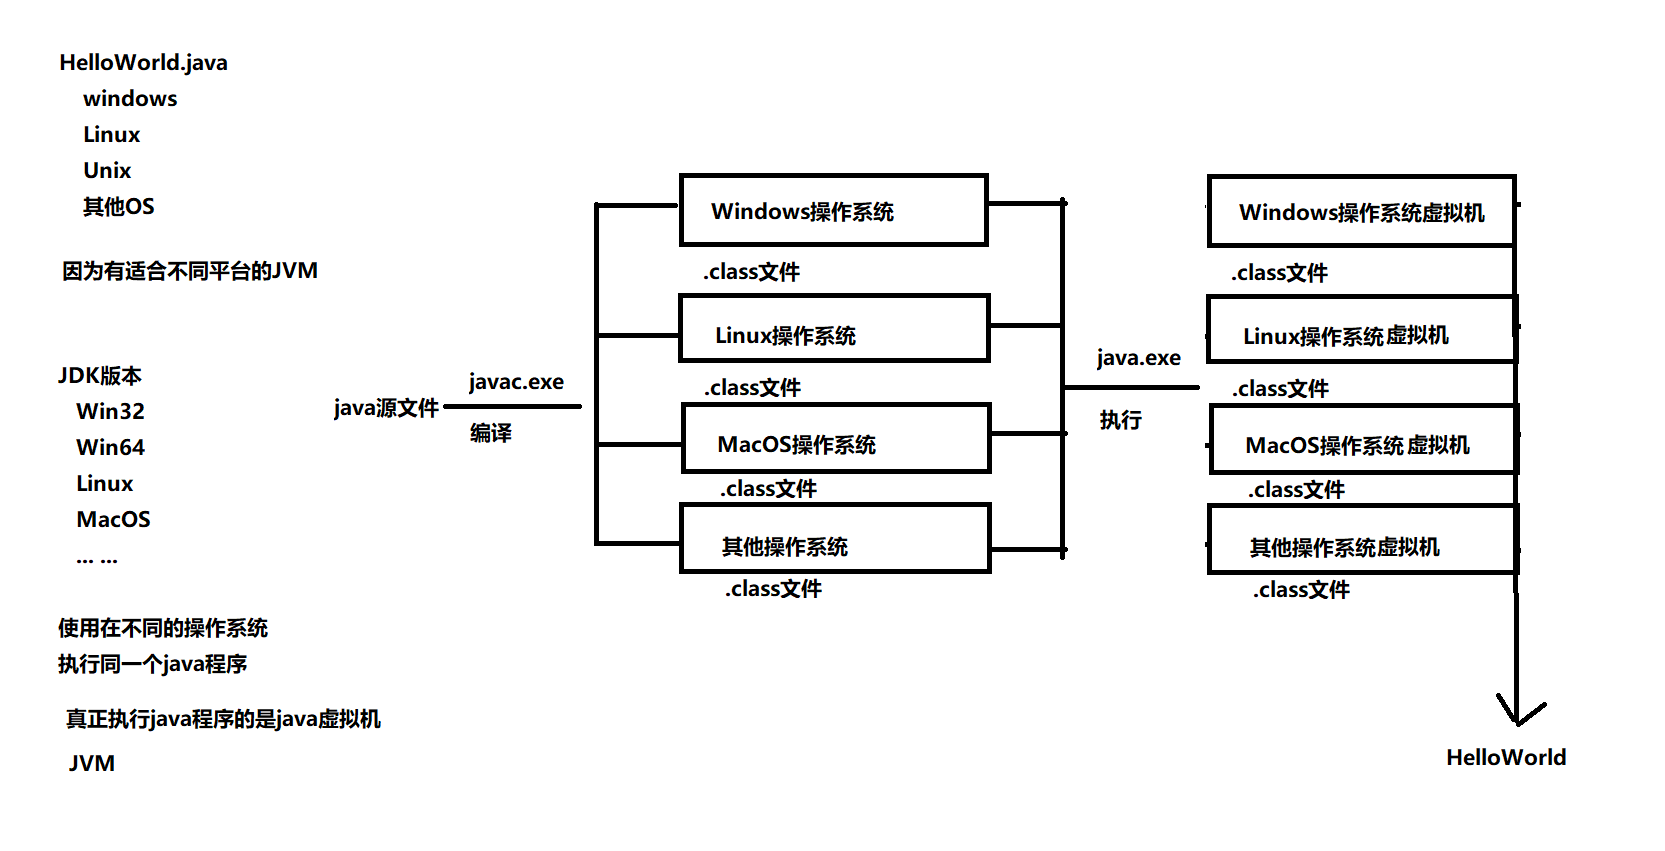 HelloWorld.java
windows
Linux
Unix
其他OS
因为有适合不同平台的JVM
JDK版本
Win32
Win64
Linux
MacOS
... ...
使用在不同的操作系统
执行同一个java程序
真正执行java程序的是java虚拟机
JVM
java源文件
javac.exe
编译
Windows操作系统
.class文件
Linux操作系统
.class文件
MacOS操作系统
.class文件
其他操作系统
.class文件
java.exe
执行
Windows操作系统虚拟机
.class文件
Linux操作系统虚拟机
.class文件
MacOS操作系统虚拟机
.class文件
其他操作系统虚拟机
.class文件
HelloWorld